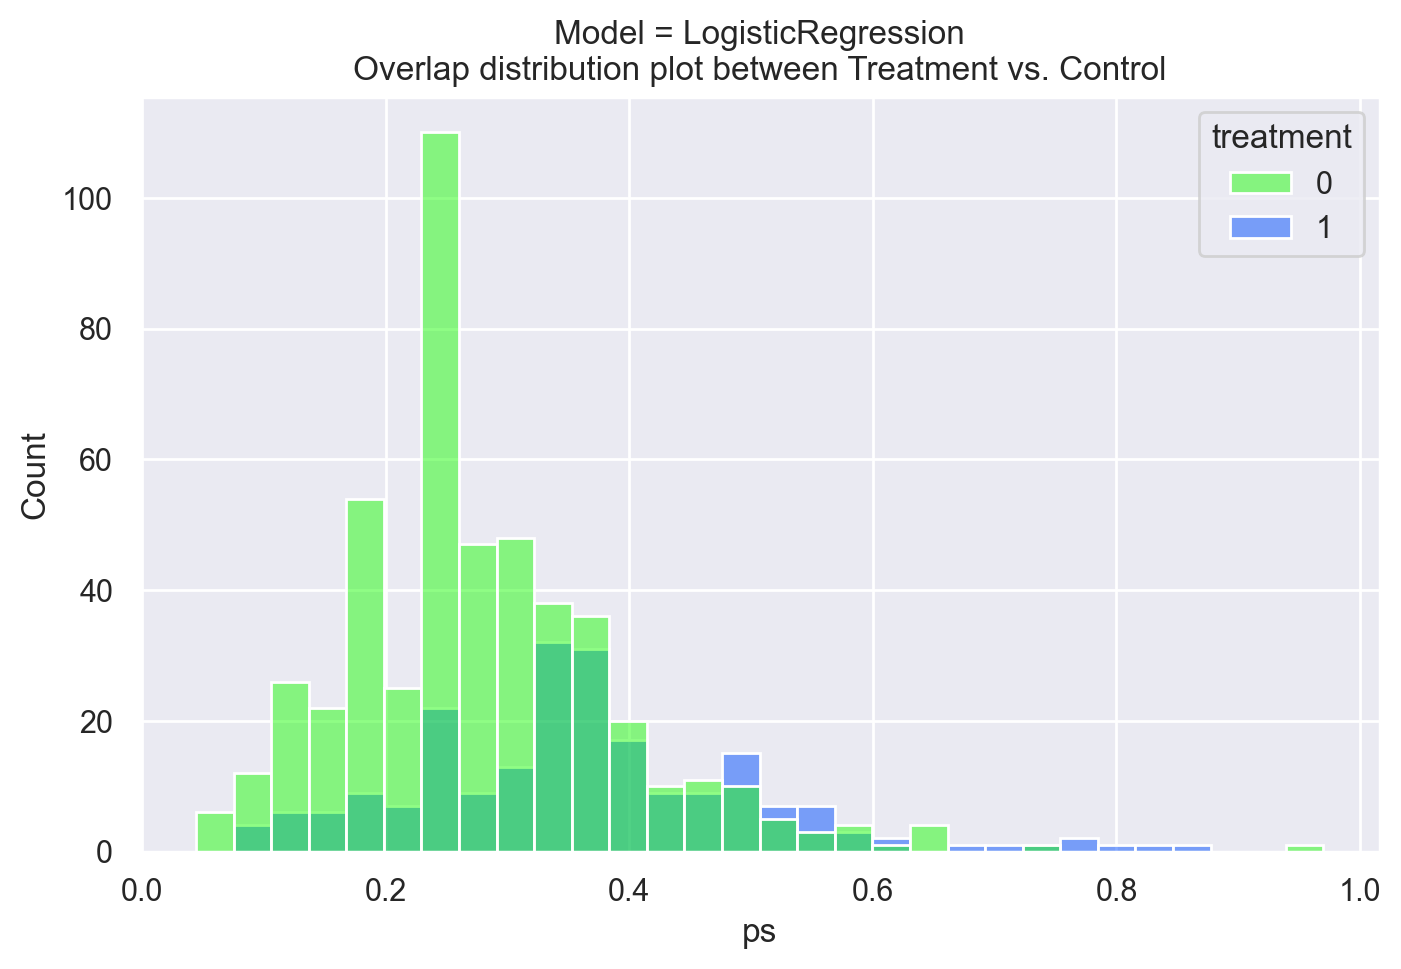 Model = LogisticRegression
Overlap distribution plot between Treatment vs. Control
treatment
0
1
100
80
60
40
20
0
Count
0.0 0.2 0.4 0.6 0.8 1.0
ps